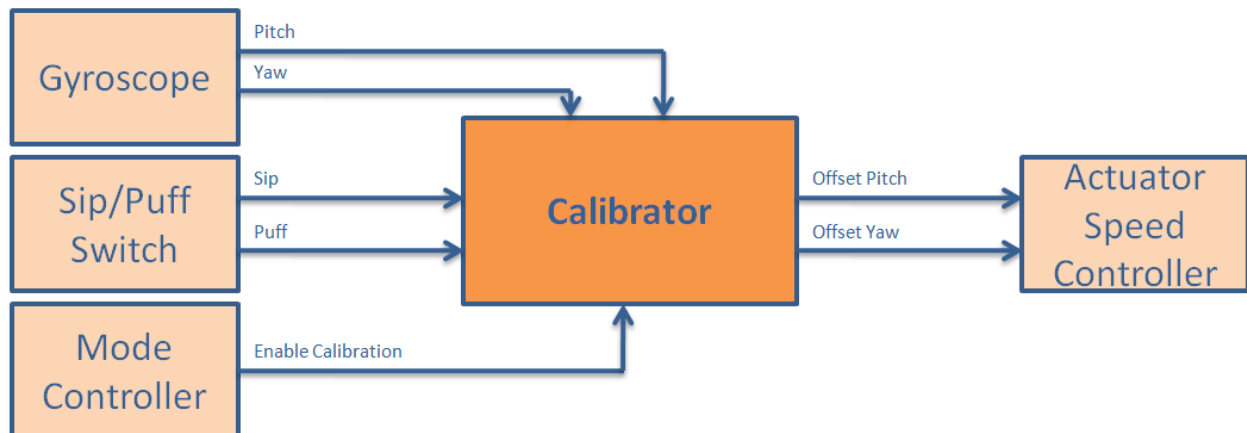 Pitch
Gyroscope
Yaw
Sip/Puff
Switch
Sip
Puff
Calibrator
Offset Pitch
Offset Yaw
Actuator
Speed
Controller
Mode
Controller
Enable Calibration